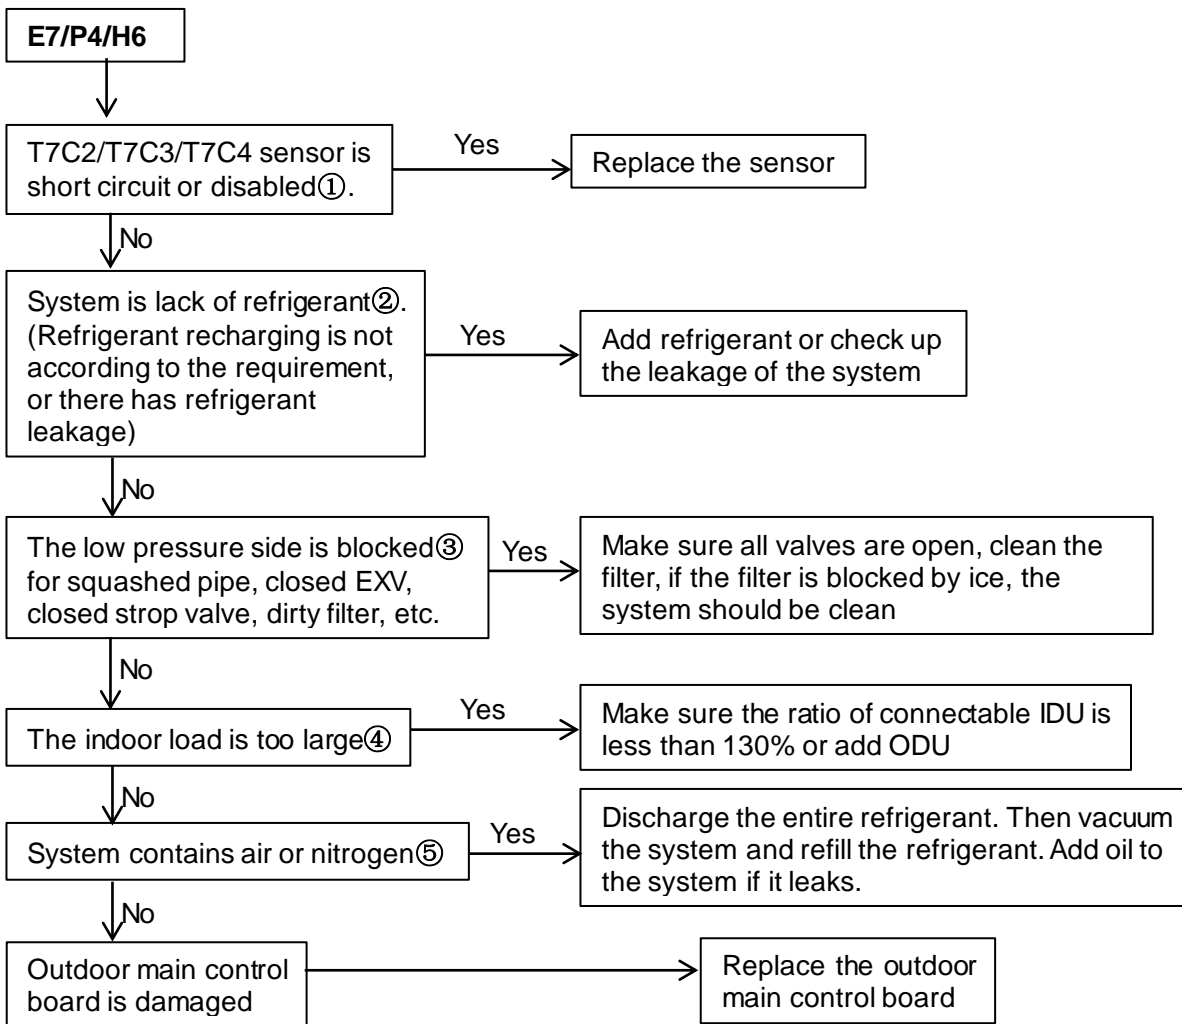 E7/P4/H6
T7C2/T7C3/T7C4 sensor is
short circuit or disabled①.
Yes
Replace the sensor
No
System is lack of refrigerant②.
(Refrigerant recharging is not
according to the requirement,
or there has refrigerant
leakage)
Yes
Add refrigerant or check up
the leakage of the system
No
The low pressure side is blocked③
for squashed pipe, closed EXV,
closed strop valve, dirty filter, etc.
Yes
Make sure all valves are open, clean the
filter, if the filter is blocked by ice, the
system should be clean
No
The indoor load is too large④
Yes
Make sure the ratio of connectable IDU is
less than 130% or add ODU
No
System contains air or nitrogen⑤
Yes
Discharge the entire refrigerant. Then vacuum
the system and refill the refrigerant. Add oil to
the system if it leaks.
No
Outdoor main control
board is damaged
Replace the outdoor
main control board